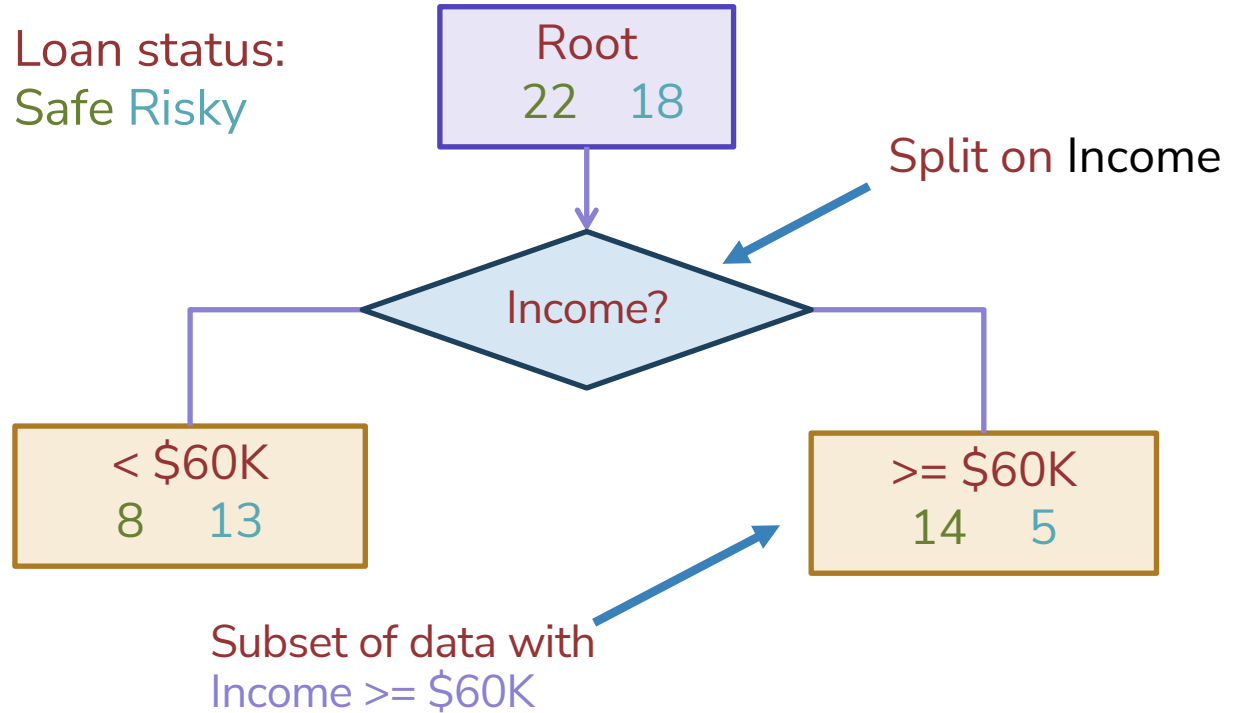 Loan status:
Safe Risky
Root
22 18
Split on Income
Income?
< $60K
8 13
>= $60K
14 5
Subset of data with
Income >= $60K